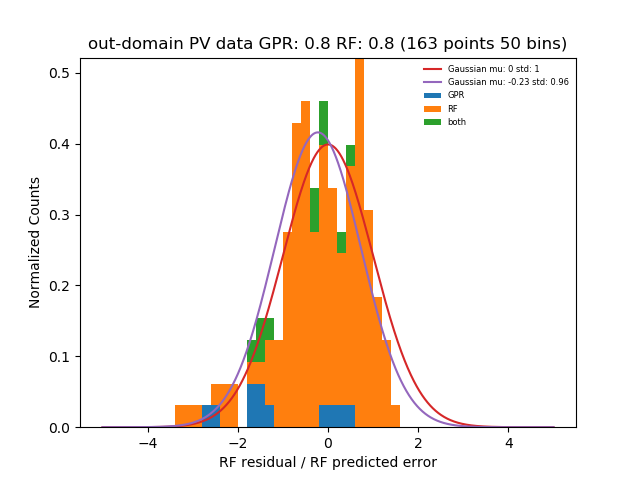 out-domain PV data GPR: 0.8 RF: 0.8 (163 points 50 bins)
Gaussian mu: 0 std: 1
Gaussian mu: -0.23 std: 0.96
GPR
RF
both
Normalized Counts
0.5
0.4
0.3
0.2
0.1
0.0
−4 −2 0 2 4
RF residual / RF predicted error